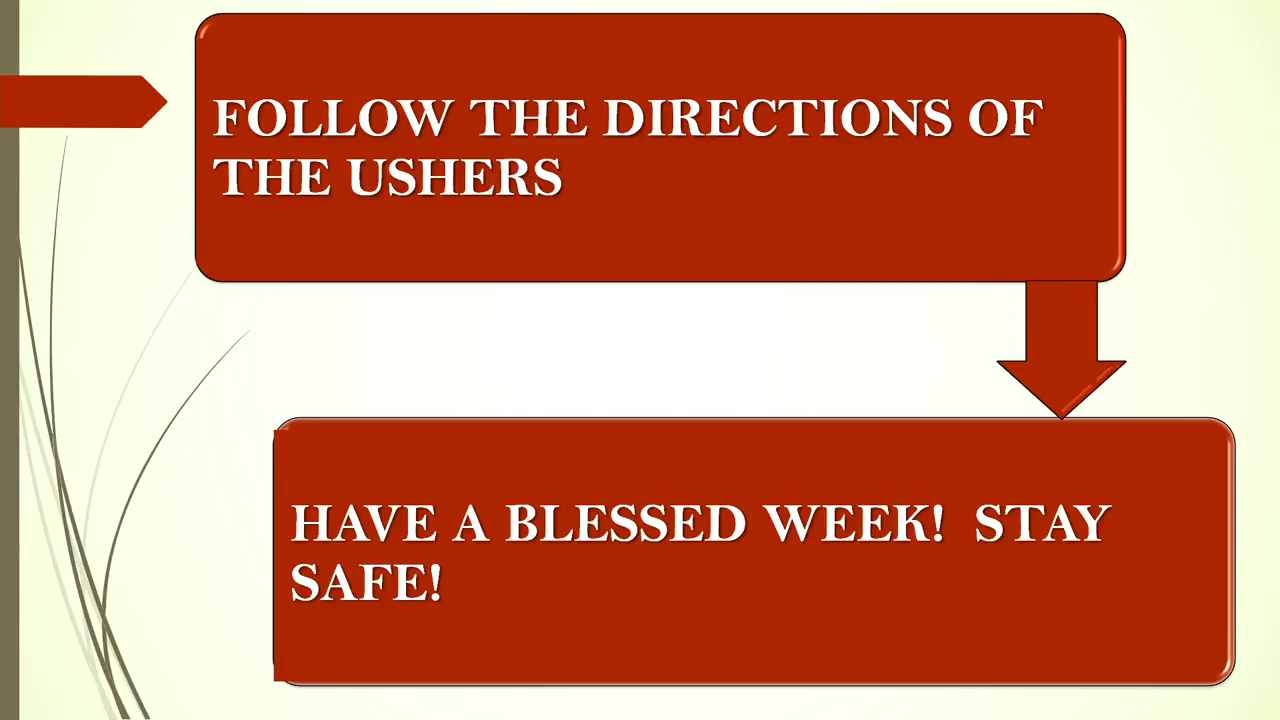 FOLLOW THE DIRECTIONS OF
THE USHERS
HAVE A BLESSED WEEK!  STAY
SAFE!